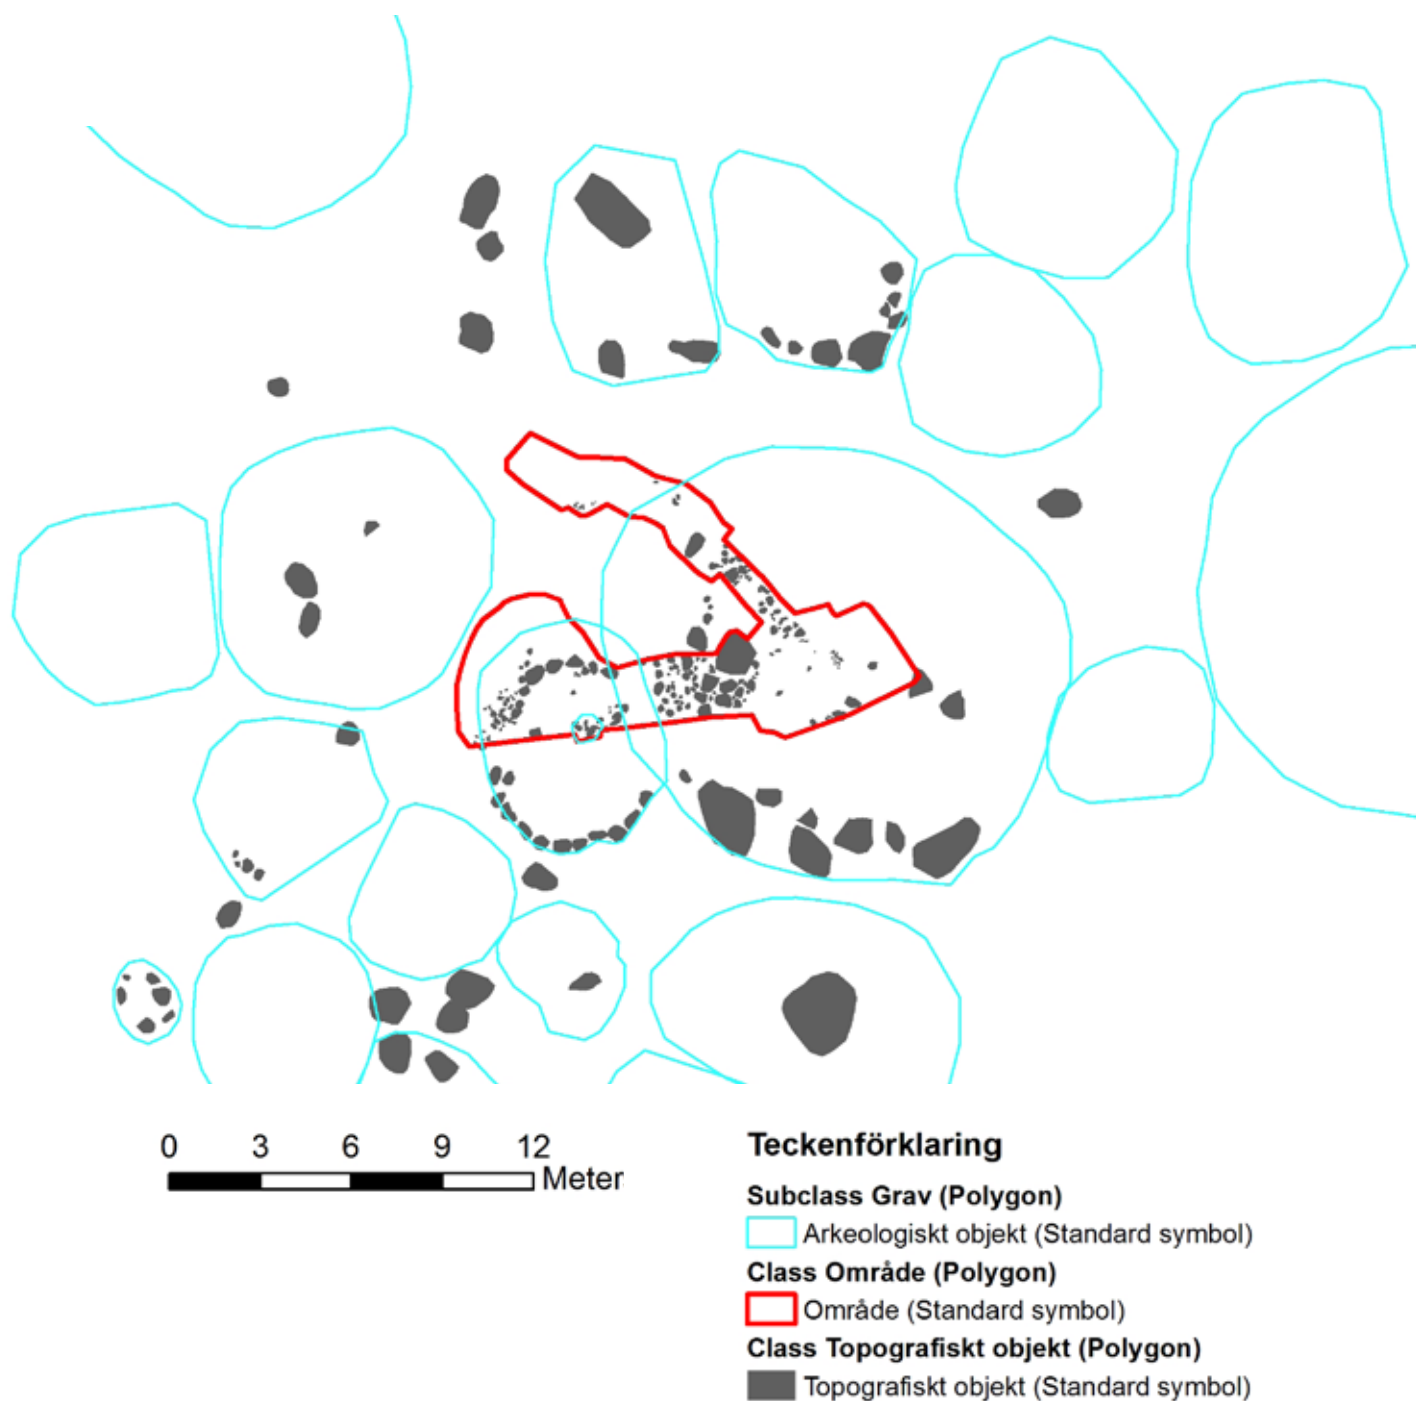 0 3 6 9 12
Meter
Teckenförklaring
Subclass Grav (Polygon)
Arkeologiskt objekt (Standard symbol)
Class Område (Polygon)
Område (Standard symbol)
Class Topografiskt objekt (Polygon)
Topografiskt objekt (Standard symbol)